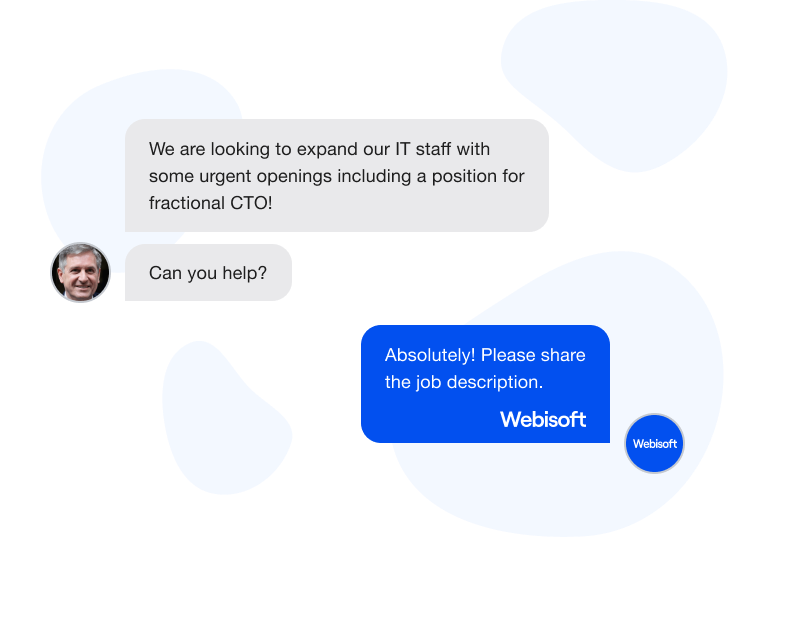 We are looking to expand our IT staff with
some urgent openings including a position for
fractional CTO!
Can you help?
Absolutely! Please share
the job description.
Webisoft
Webisoft